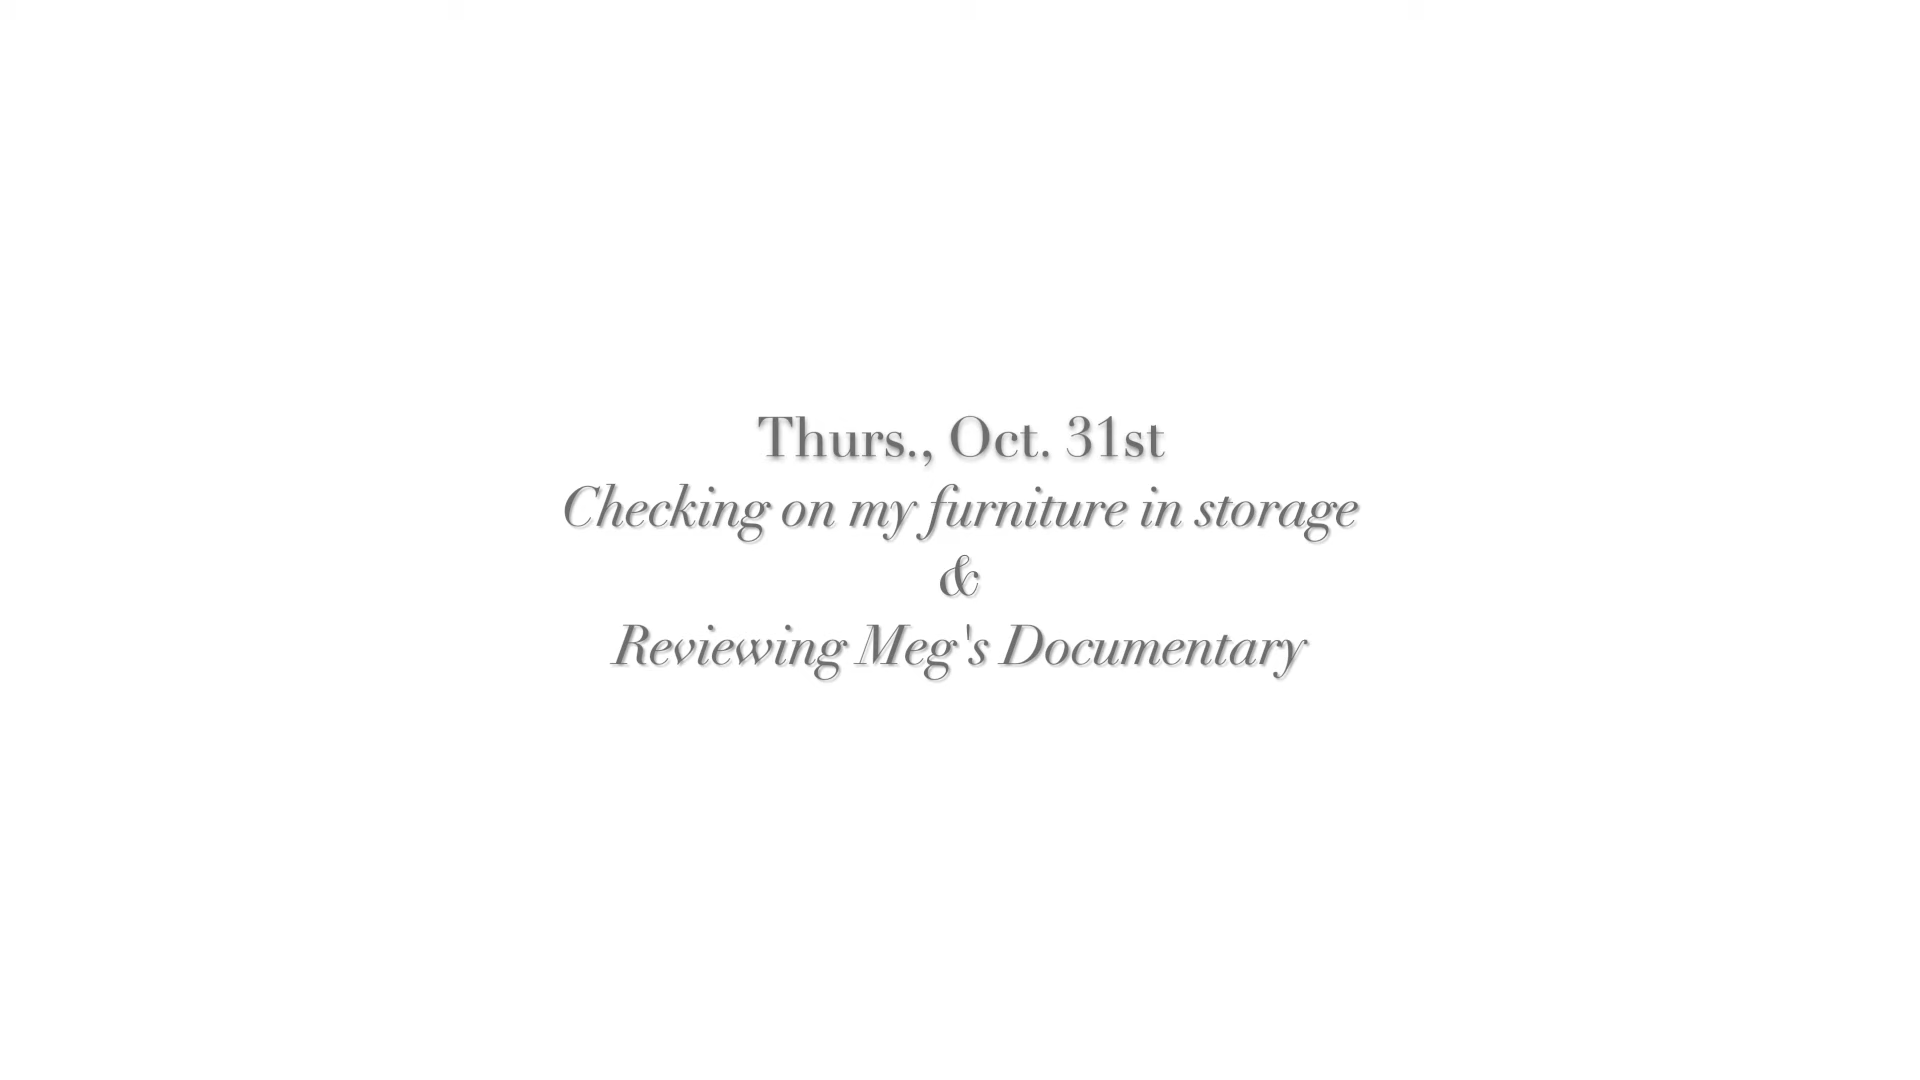 Thurs., Oct. 31st
Checking on my furniture in storage
&
Reviewing Meg's Documentary